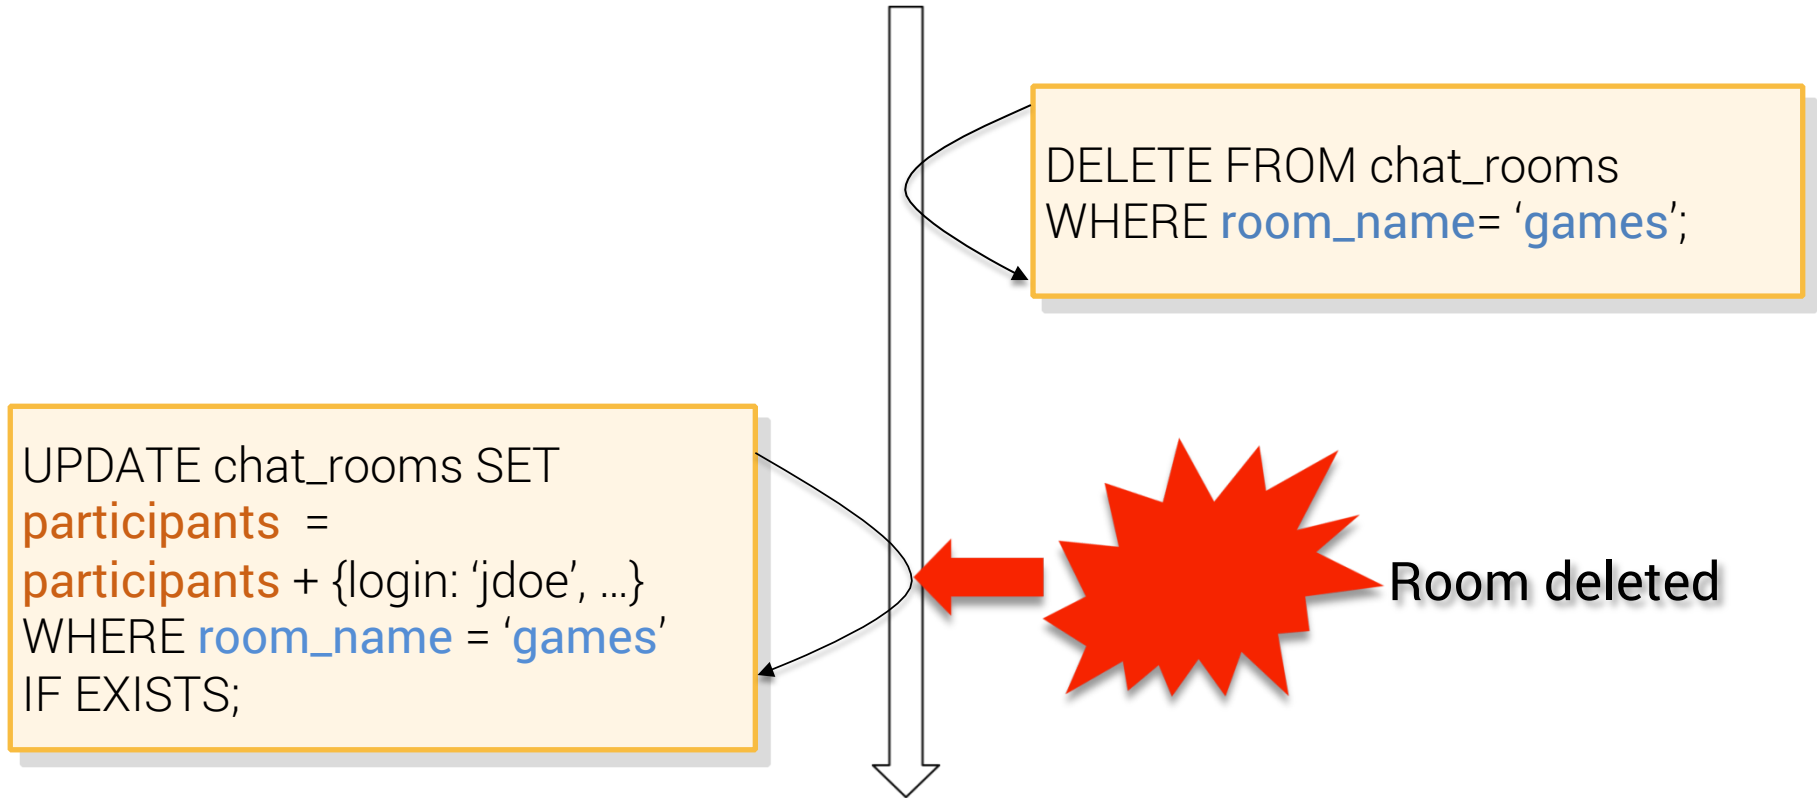 DELETE FROM chat_rooms
WHERE room_name= ‘games’;
UPDATE chat_rooms SET
participants =
participants + {login: ‘jdoe’, …}
WHERE room_name = ‘games’
IF EXISTS;
Room deleted